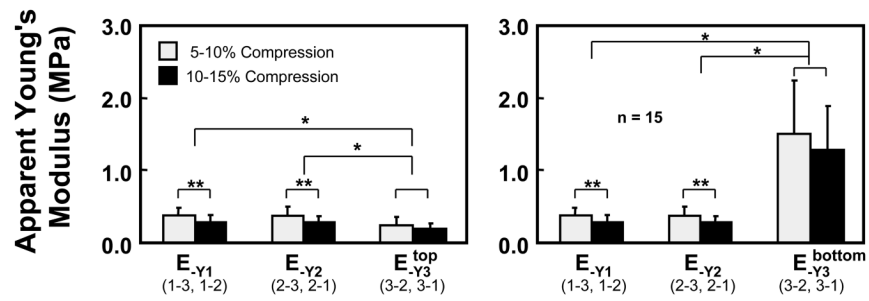 Apparent Young's
Modulus (MPa)
3.0
2.0
1.0
0.0
5-10% Compression
10-15% Compression
*
*
**
**
E-Y1
(1-3, 1-2)
E-Y2
(2-3, 2-1)
E-Y3 top
(3-2, 3-1)
3.0
2.0
1.0
0.0
*
*
n = 15
**
**
E-Y1
(1-3, 1-2)
E-Y2
(2-3, 2-1)
E-Y3 bottom
(3-2, 3-1)